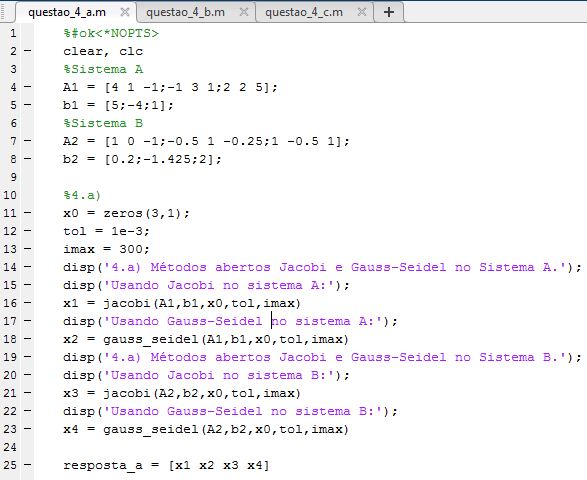 questao_4_a.m × questao_4_b.m × questao_4_c.m × +
1 %#ok<*NOPTS>
2 — clear, clc
3 %Sistema A
4 — A1 = [4 1 -1;-1 3 1;2 2 5];
5 — b1 = [5;-4;1];
6 %Sistema B
7 — A2 = [1 0 -1;-0.5 1 -0.25;1 -0.5 1];
8 — b2 = [0.2;-1.425;2];
9
10 %4.a)
11 — x0 = zeros(3,1);
12 — tol = 1e-3;
13 — imax = 300;
14 — disp('4.a) Métodos abertos Jacobi e Gauss-Seidel no Sistema A.');
15 — disp('Usando Jacobi no sistema A:');
16 — x1 = jacobi(A1,b1,x0,tol,imax)
17 — disp('Usando Gauss-Seidel no sistema A:');
18 — x2 = gauss_seidel(A1,b1,x0,tol,imax)
19 — disp('4.a) Métodos abertos Jacobi e Gauss-Seidel no Sistema B.');
20 — disp('Usando Jacobi no sistema B:');
21 — x3 = jacobi(A2,b2,x0,tol,imax)
22 — disp('Usando Gauss-Seidel no sistema B:');
23 — x4 = gauss_seidel(A2,b2,x0,tol,imax)
24
25 — resposta_a = [x1 x2 x3 x4]